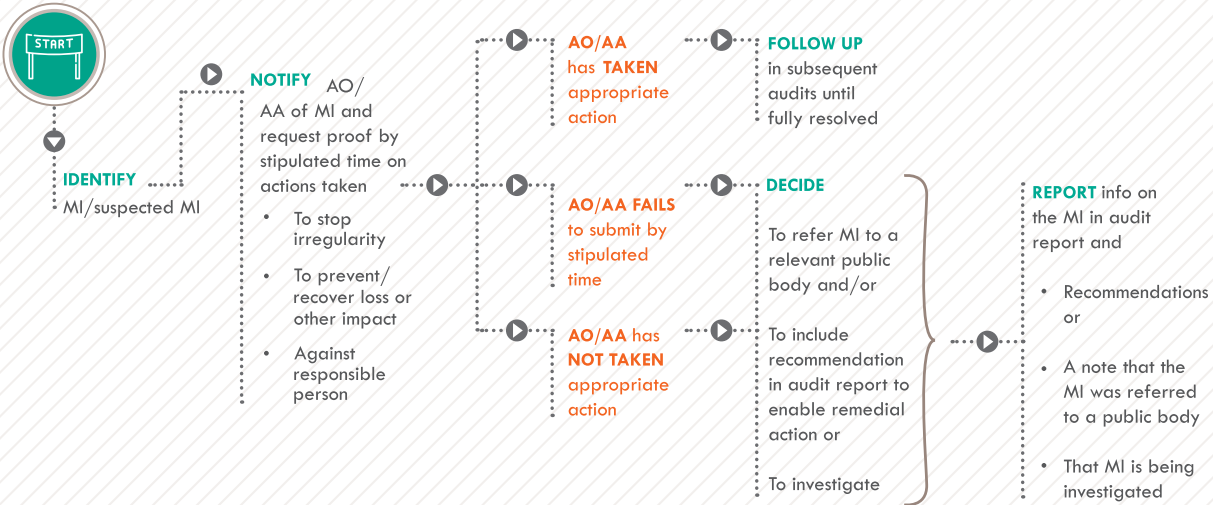 START
IDENTIFY
MI/suspected MI
NOTIFY AO/
AA of MI and
request proof by
stipulated time on
actions taken
• To stop
irregularity
• To prevent/
recover loss or
other impact
• Against
responsible
person
AO/AA
has TAKEN
appropriate
action
FOLLOW UP
in subsequent
audits until
fully resolved
AO/AA FAILS
to submit by
stipulated
time
AO/AA has
NOT TAKEN
appropriate
action
DECIDE
To refer MI to a
relevant public
body and/or
To include
recommendation
in audit report to
enable remedial
action or
To investigate
REPORT info on
the MI in audit
report and
• Recommendations
or
• A note that the
MI was referred
to a public body
• That MI is being
investigated